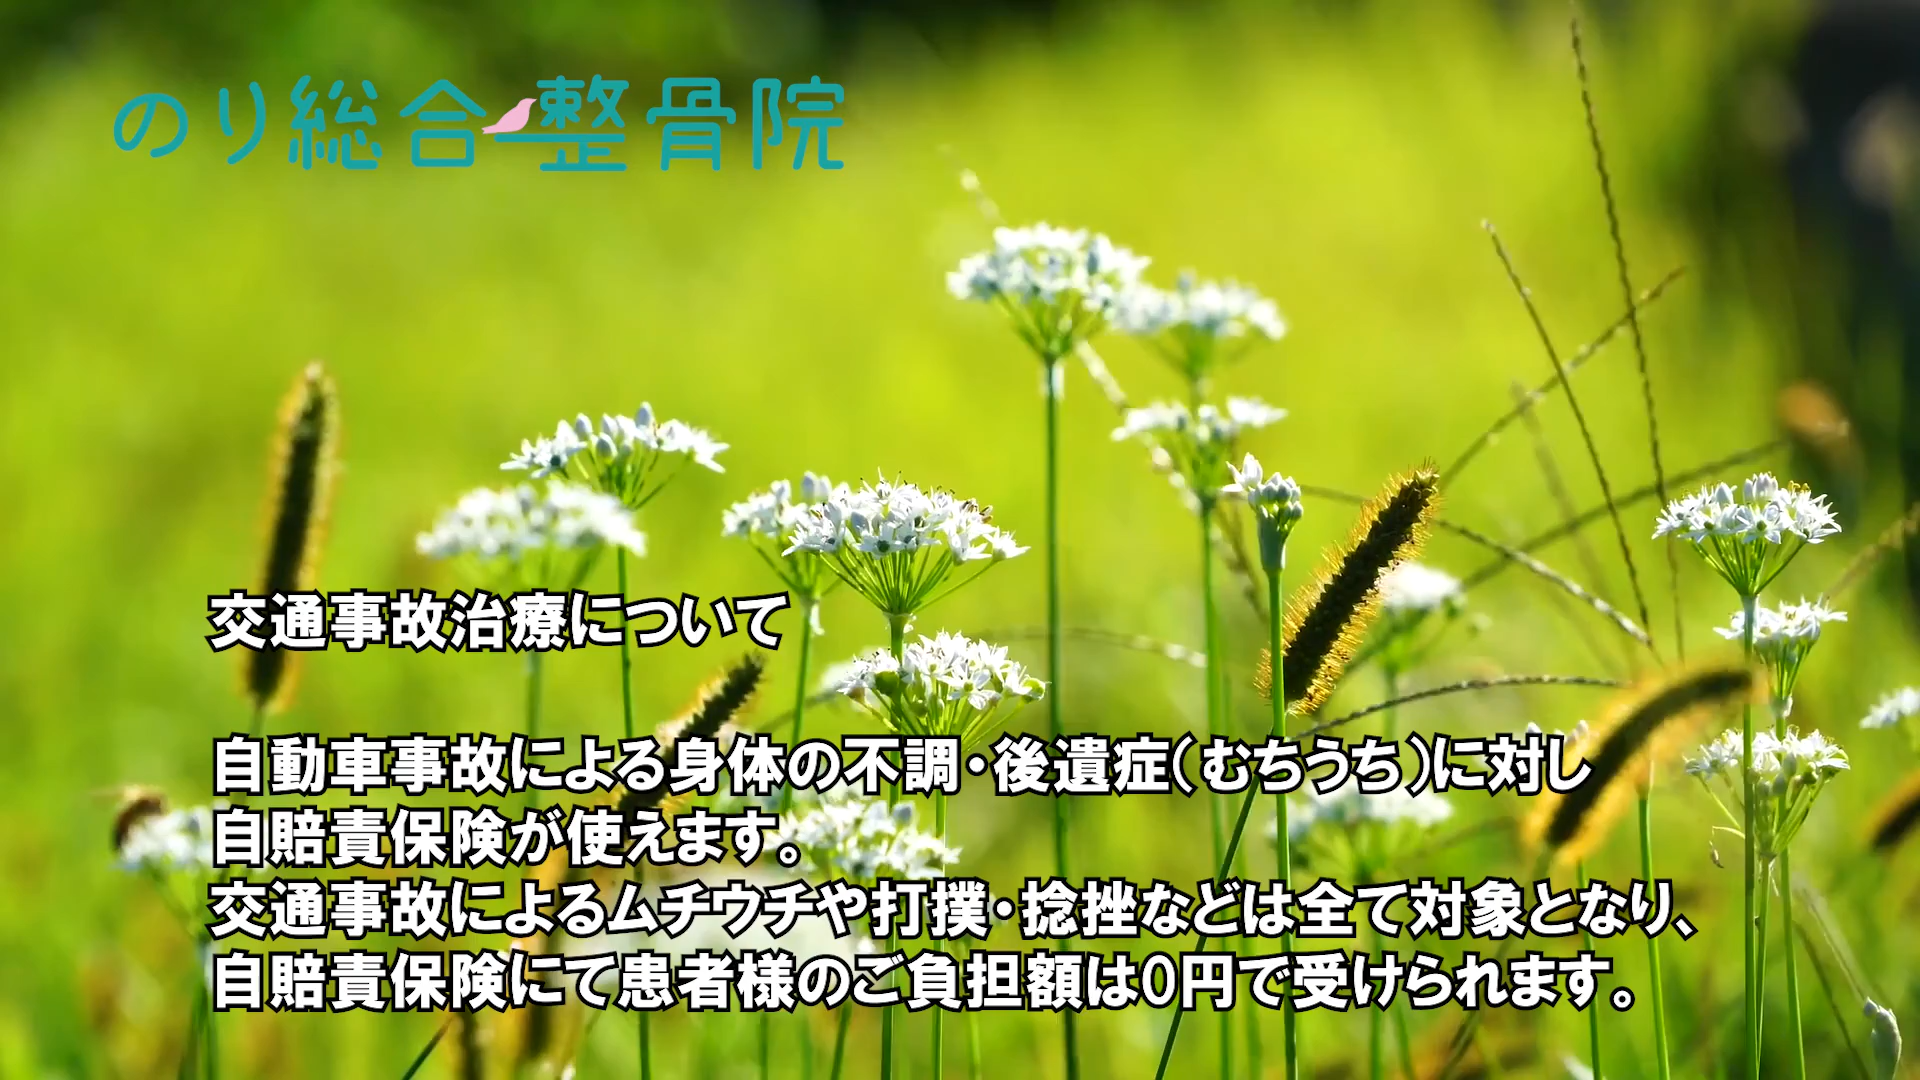 のり総合整骨院
交通事故治療について
自動車事故による身体の不調・後遺症(むちうち)に対し
自賠責保険が使えます。
交通事故によるムチウチや打撲・捻挫などは全て対象となり、
自賠責保険にて患者様のご負担額は0円で受けられます。